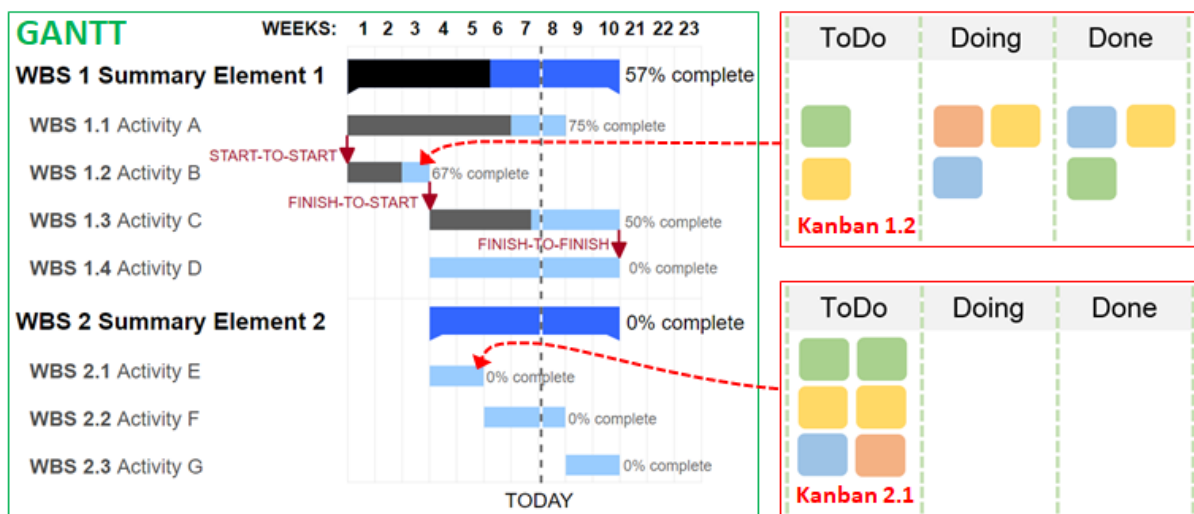 GANTT
WEEKS: 1 2 3 4 5 6 7 8 9 10 21 22 23
WBS 1 Summary Element 1
57% complete
WBS 1.1 Activity A
75% complete
START-TO-START
WBS 1.2 Activity B
67% complete
FINISH-TO-START
WBS 1.3 Activity C
50% complete
FINISH-TO-FINISH
WBS 1.4 Activity D
0% complete
WBS 2 Summary Element 2
0% complete
WBS 2.1 Activity E
0% complete
WBS 2.2 Activity F
0% complete
WBS 2.3 Activity G
0% complete
TODAY
ToDo Doing Done
Kanban 1.2
ToDo Doing Done
Kanban 2.1